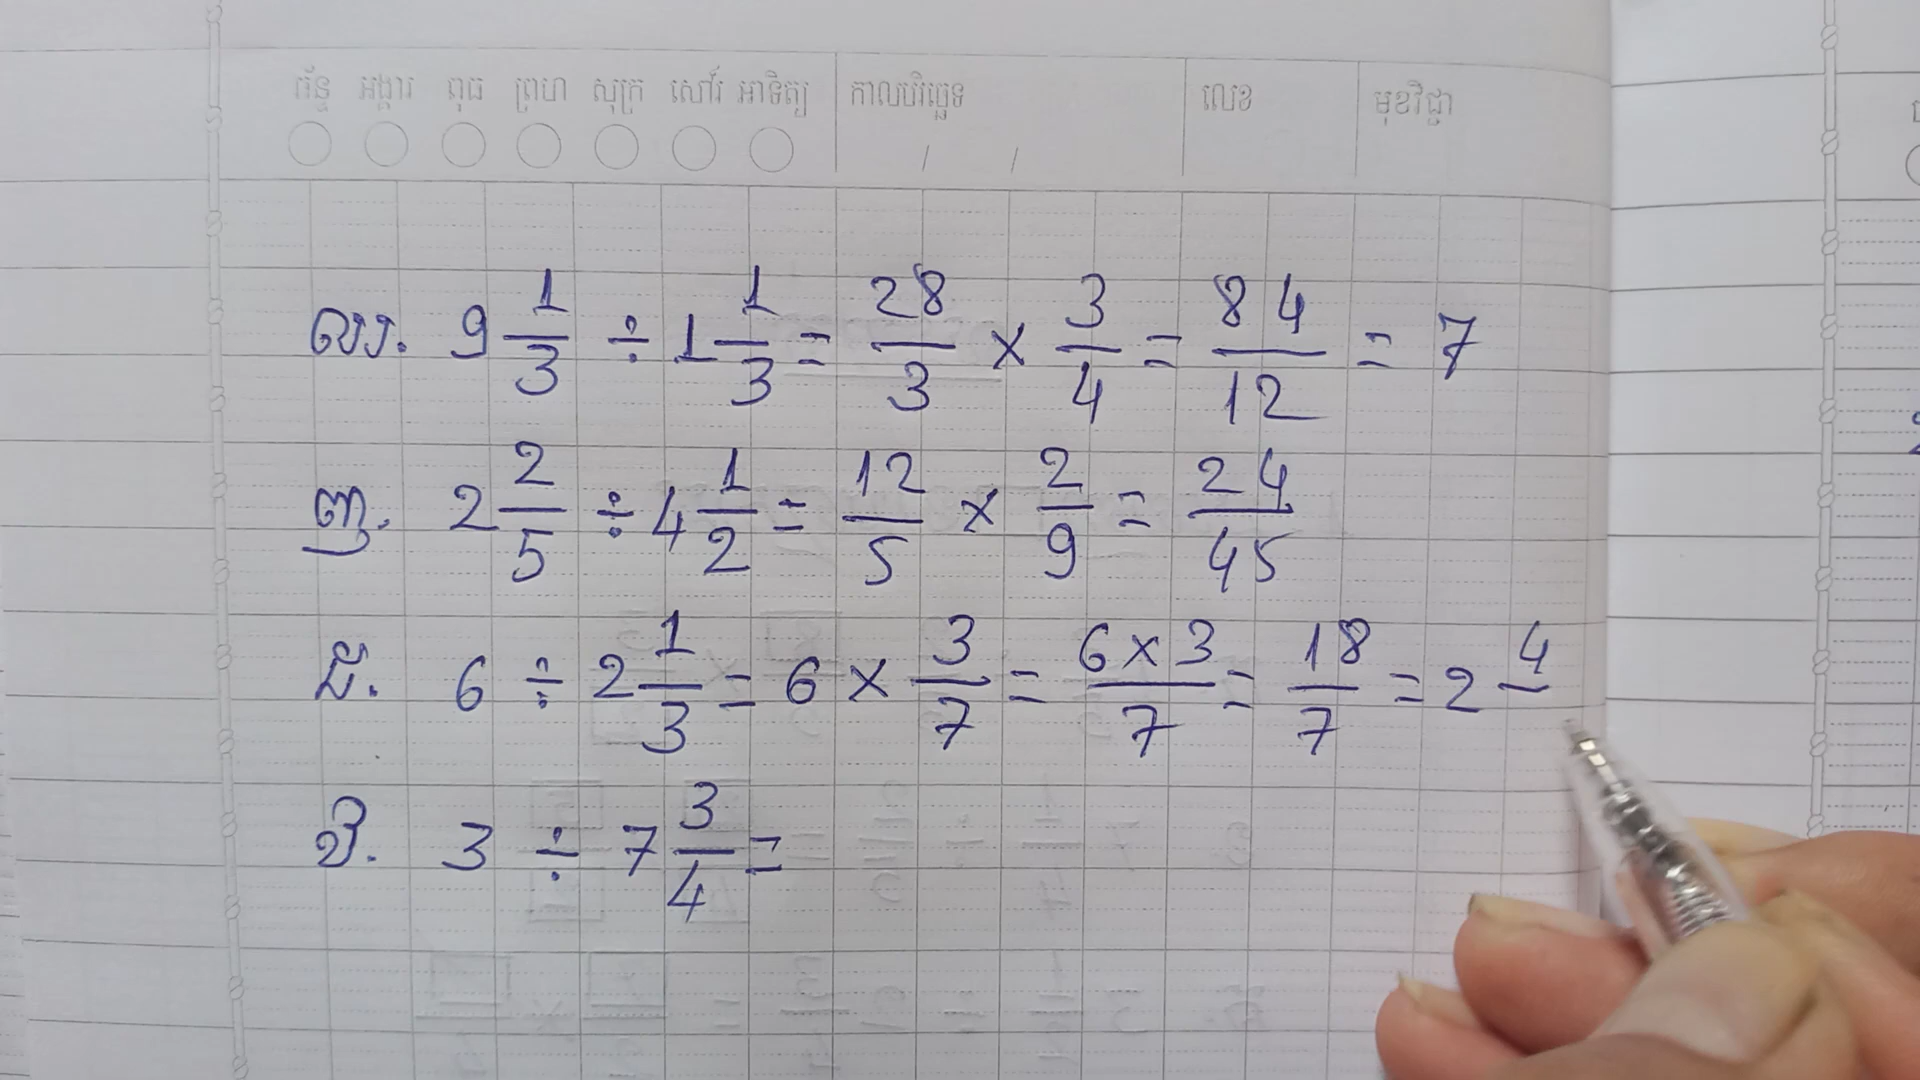 ច័ន្ទ អង្គារ ពុធ ព្រហ សុក្រ សៅរ៍ អាទិត្យ កាលបរិច្ឆេទ / / លេខ មុខវិជ្ជា
ឈ. 9 1/3 ÷ 1 1/3 = 28/3 × 3/4 = 84/12 = 7
ញ. 2 2/5 ÷ 4 1/2 = 12/5 × 2/9 = 24/45
ដ. 6 ÷ 2 1/3 = 6 × 3/7 = 6×3/7 = 18/7 = 2 4/
ឋ. 3 ÷ 7 3/4 =